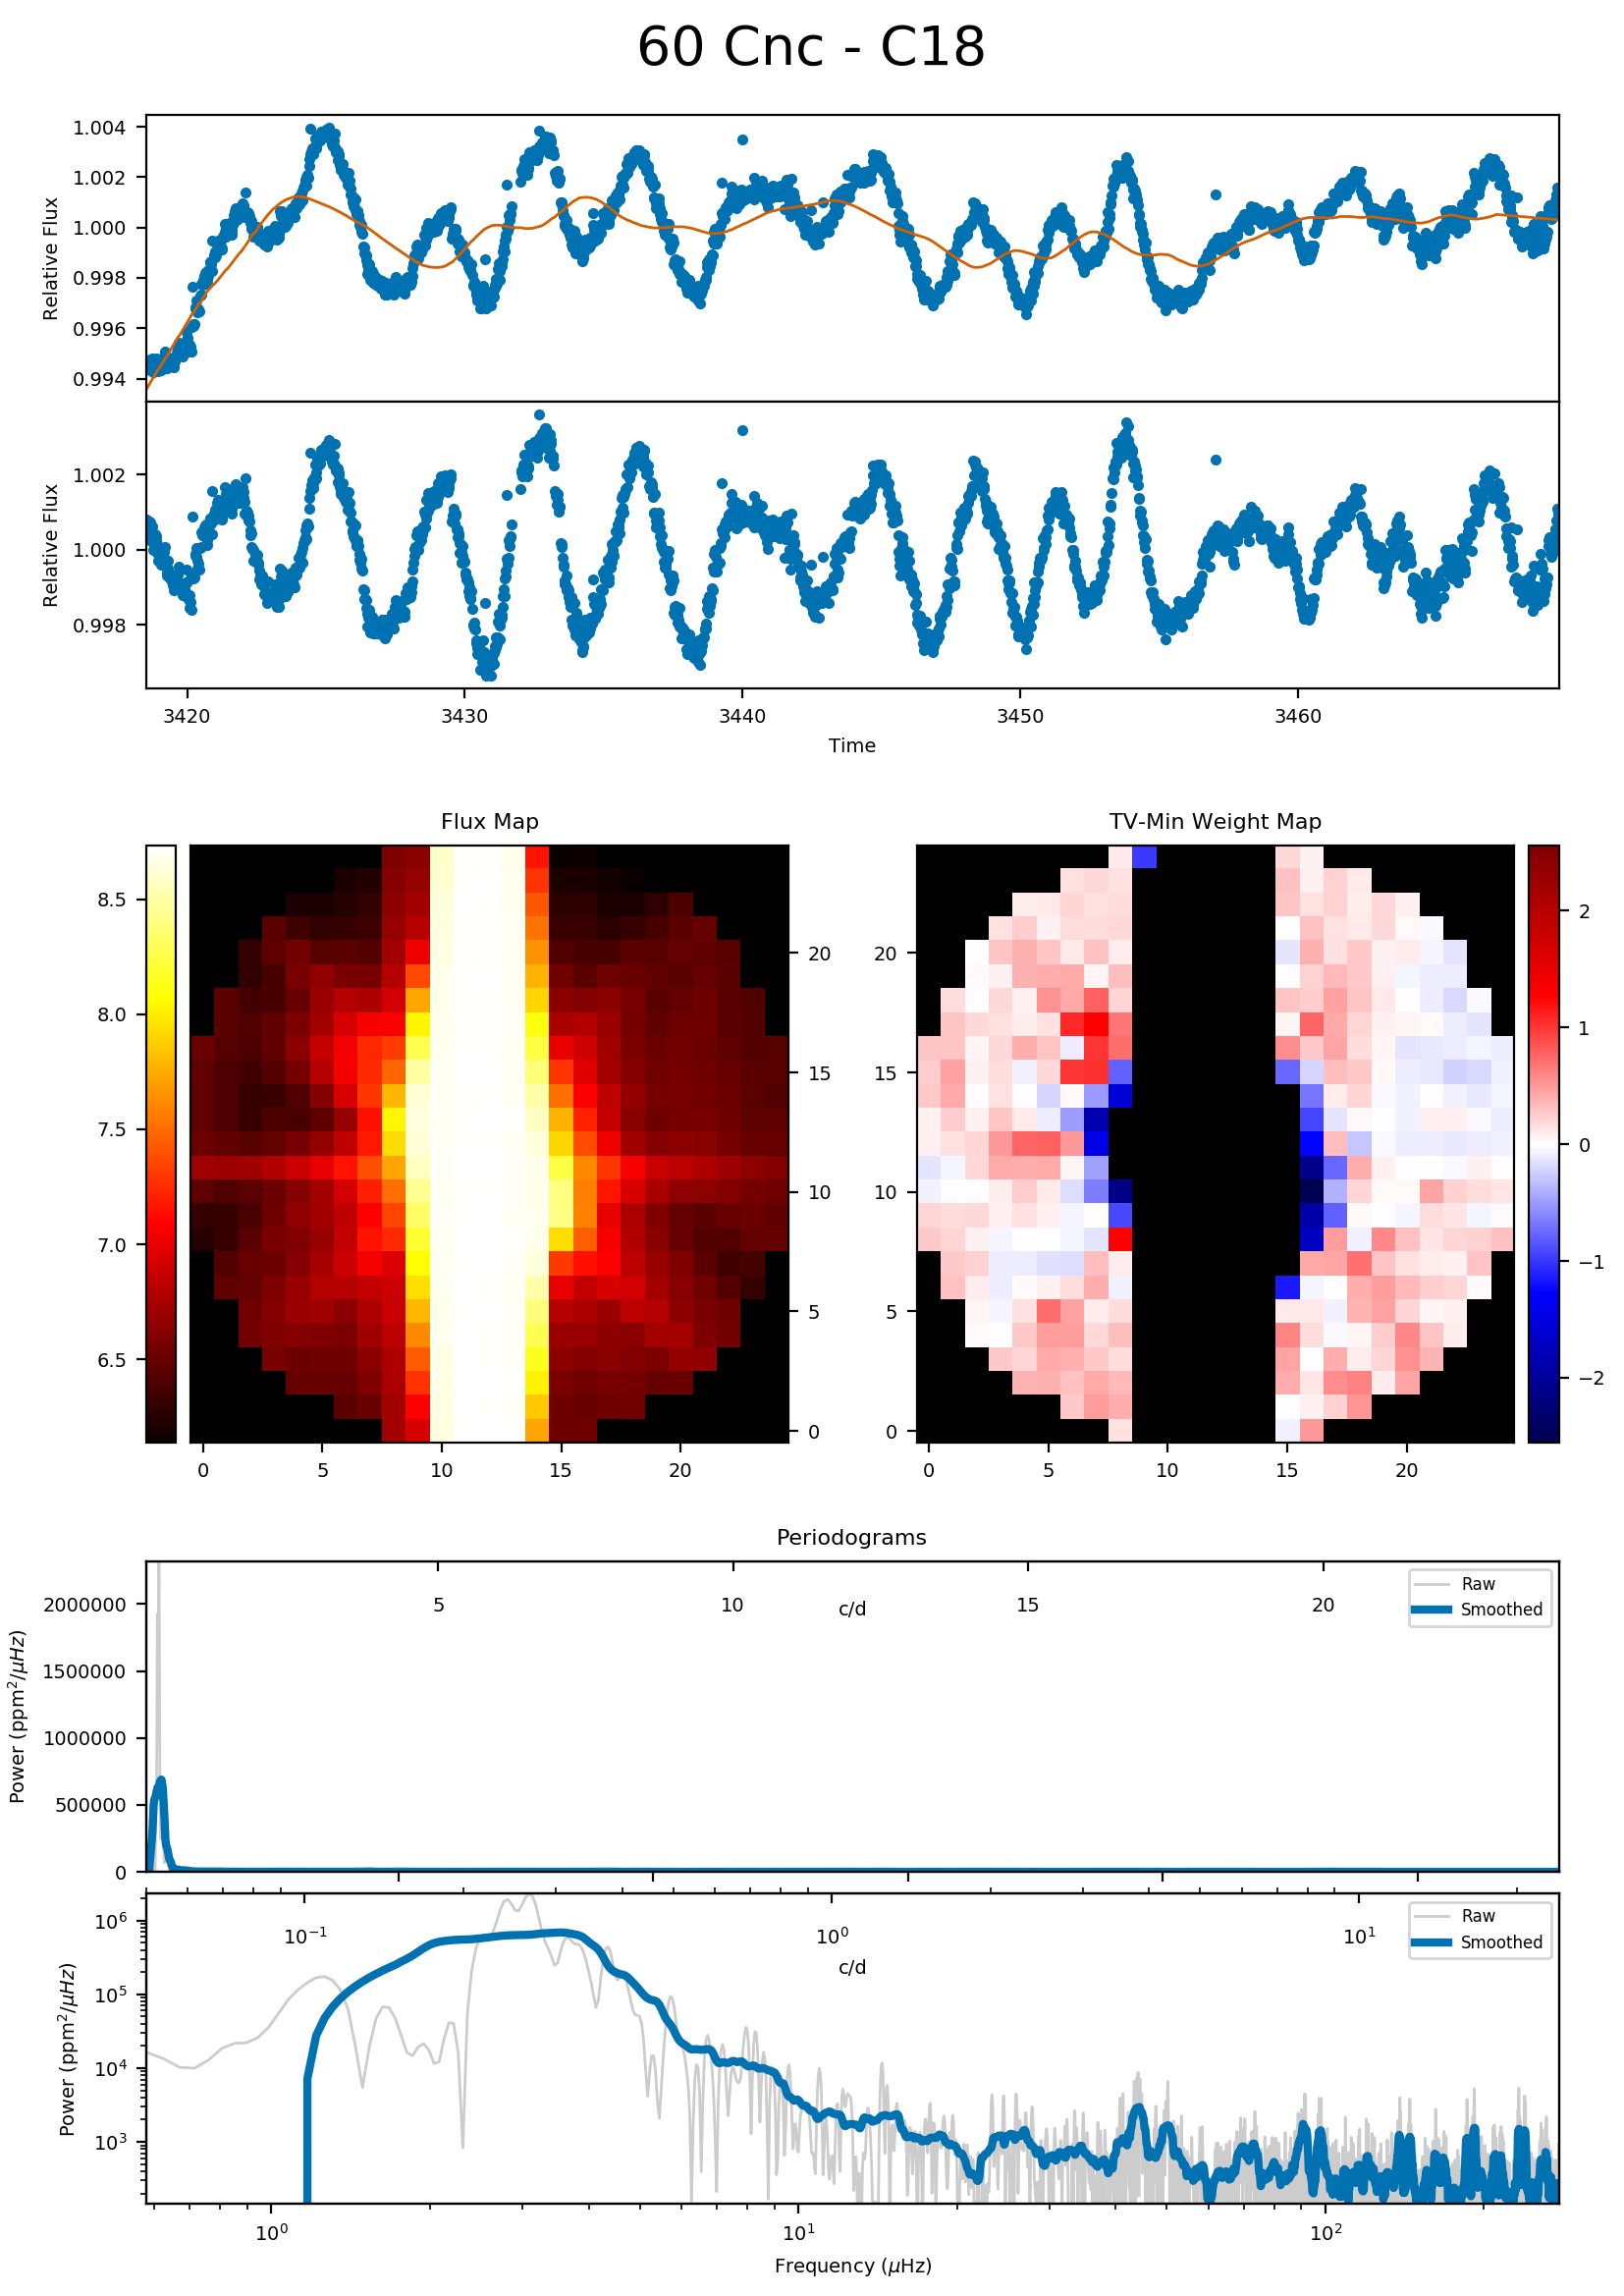 60 Cnc - C18
1.004
1.002
1.000
0.998
0.996
0.994
Relative Flux
1.002
1.000
0.998
Relative Flux
3420 3430 3440 3450 3460
Time
Flux Map
8.5
8.0
7.5
7.0
6.5
20
15
10
5
0
0 5 10 15 20
TV-Min Weight Map
20
15
10
5
0
0 5 10 15 20
2
1
0
−1
−2
Periodograms
2000000
1500000
1000000
500000
0
Power (ppm²/μHz)
5 10 15 20
c/d
Raw
Smoothed
10⁶
10⁵
10⁴
10³
Power (ppm²/μHz)
10⁻¹ 10⁰ 10¹
c/d
Raw
Smoothed
10⁰ 10¹ 10²
Frequency (μHz)